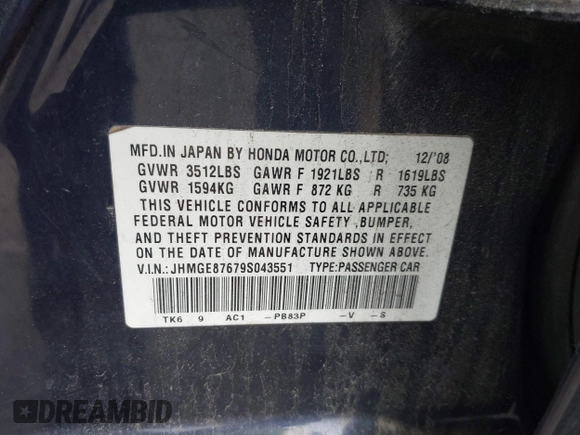 MFD.IN JAPAN BY HONDA MOTOR CO.,LTD; 12/'08
GVWR 3512LBS GAWR F 1921LBS R 1619LBS
GVWR 1594KG GAWR F 872 KG R 735 KG
THIS VEHICLE CONFORMS TO ALL APPLICABLE
FEDERAL MOTOR VEHICLE SAFETY ,BUMPER,
AND THEFT PREVENTION STANDARDS IN EFFECT
ON THE DATE OF MANUFACTURE SHOWN ABOVE.
V.I.N.: JHMGE87679S043551 TYPE:PASSENGER CAR
TK6 9 AC1 -PB83P -V -S
DREAMBID